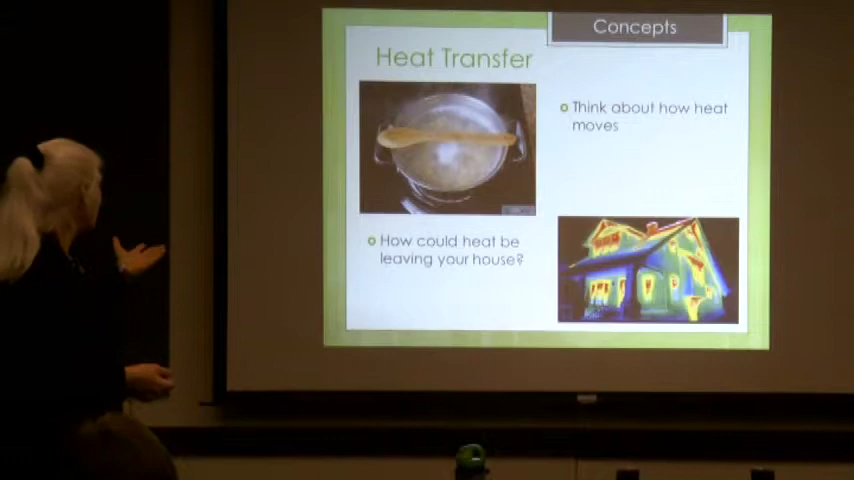 Concepts
Heat Transfer
Think about how heat
moves
How could heat be
leaving your house?